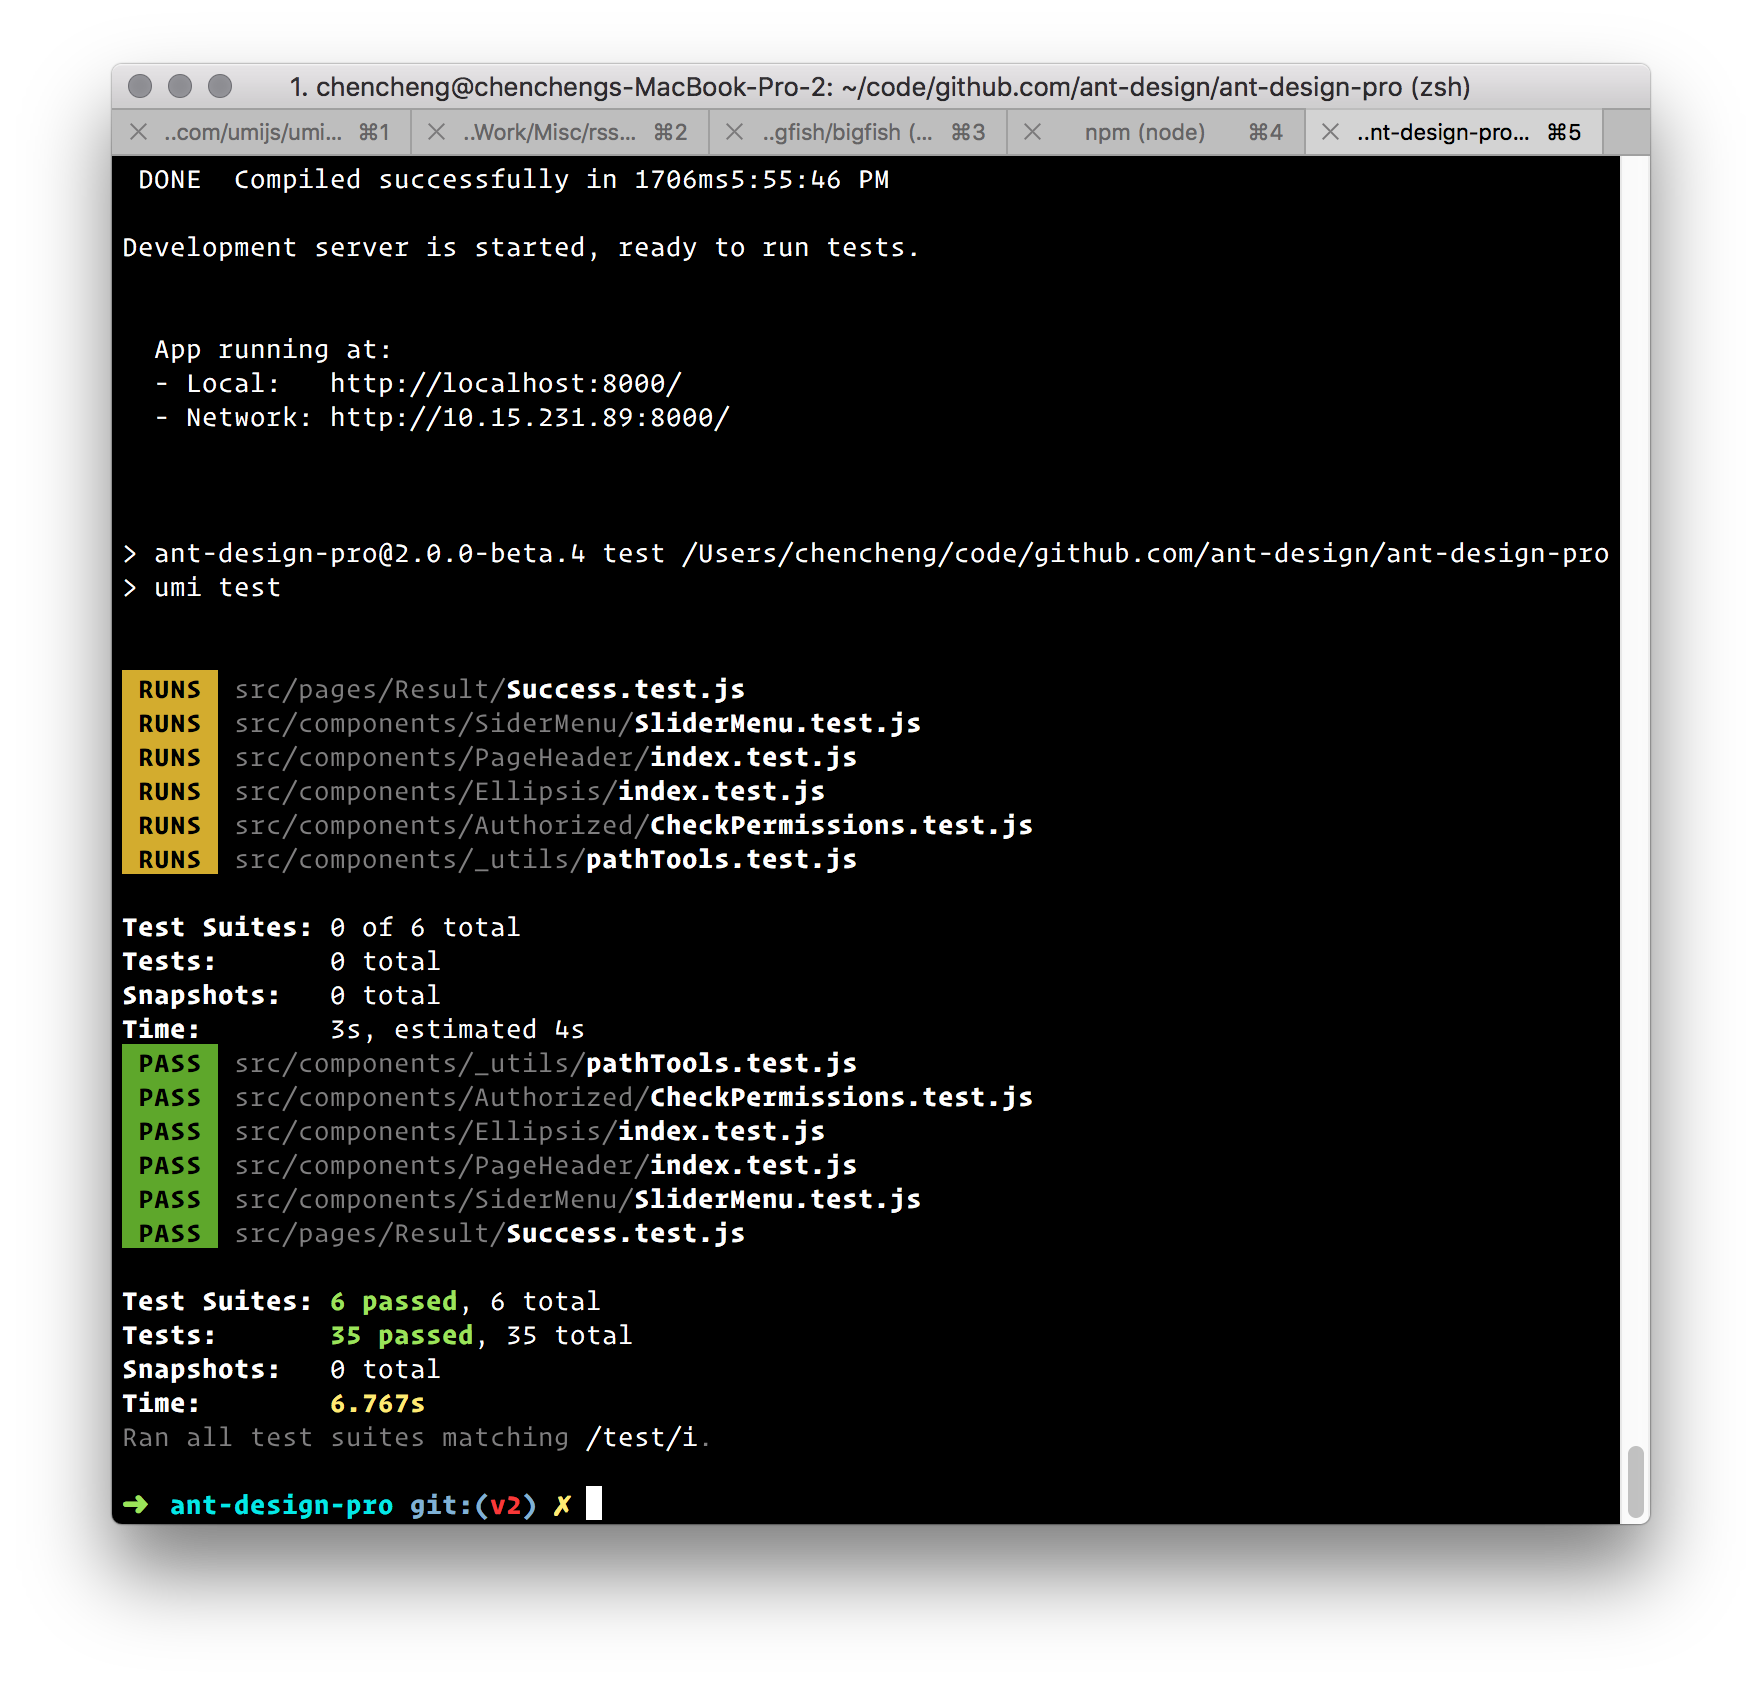 1. chencheng@chenchengs-MacBook-Pro-2: ~/code/github.com/ant-design/ant-design-pro (zsh)
..com/umijs/umi... ⌘1 ..Work/Misc/rss... ⌘2 ..gfish/bigfish (... ⌘3 npm (node) ⌘4 ..nt-design-pro... ⌘5
DONE  Compiled successfully in 1706ms5:55:46 PM
Development server is started, ready to run tests.
App running at:
- Local:   http://localhost:8000/
- Network: http://10.15.231.89:8000/
> ant-design-pro@2.0.0-beta.4 test /Users/chencheng/code/github.com/ant-design/ant-design-pro
> umi test
RUNS src/pages/Result/Success.test.js
RUNS src/components/SiderMenu/SliderMenu.test.js
RUNS src/components/PageHeader/index.test.js
RUNS src/components/Ellipsis/index.test.js
RUNS src/components/Authorized/CheckPermissions.test.js
RUNS src/components/_utils/pathTools.test.js
Test Suites: 0 of 6 total
Tests:       0 total
Snapshots:   0 total
Time:        3s, estimated 4s
PASS src/components/_utils/pathTools.test.js
PASS src/components/Authorized/CheckPermissions.test.js
PASS src/components/Ellipsis/index.test.js
PASS src/components/PageHeader/index.test.js
PASS src/components/SiderMenu/SliderMenu.test.js
PASS src/pages/Result/Success.test.js
Test Suites: 6 passed, 6 total
Tests:       35 passed, 35 total
Snapshots:   0 total
Time:        6.767s
Ran all test suites matching /test/i.
➜ ant-design-pro git:(v2) ✗